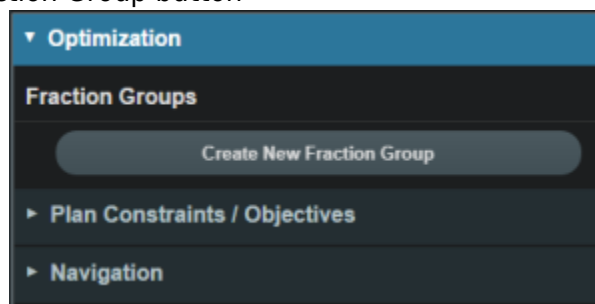 ▾ Optimization
Fraction Groups
Create New Fraction Group
▸ Plan Constraints / Objectives
▸ Navigation